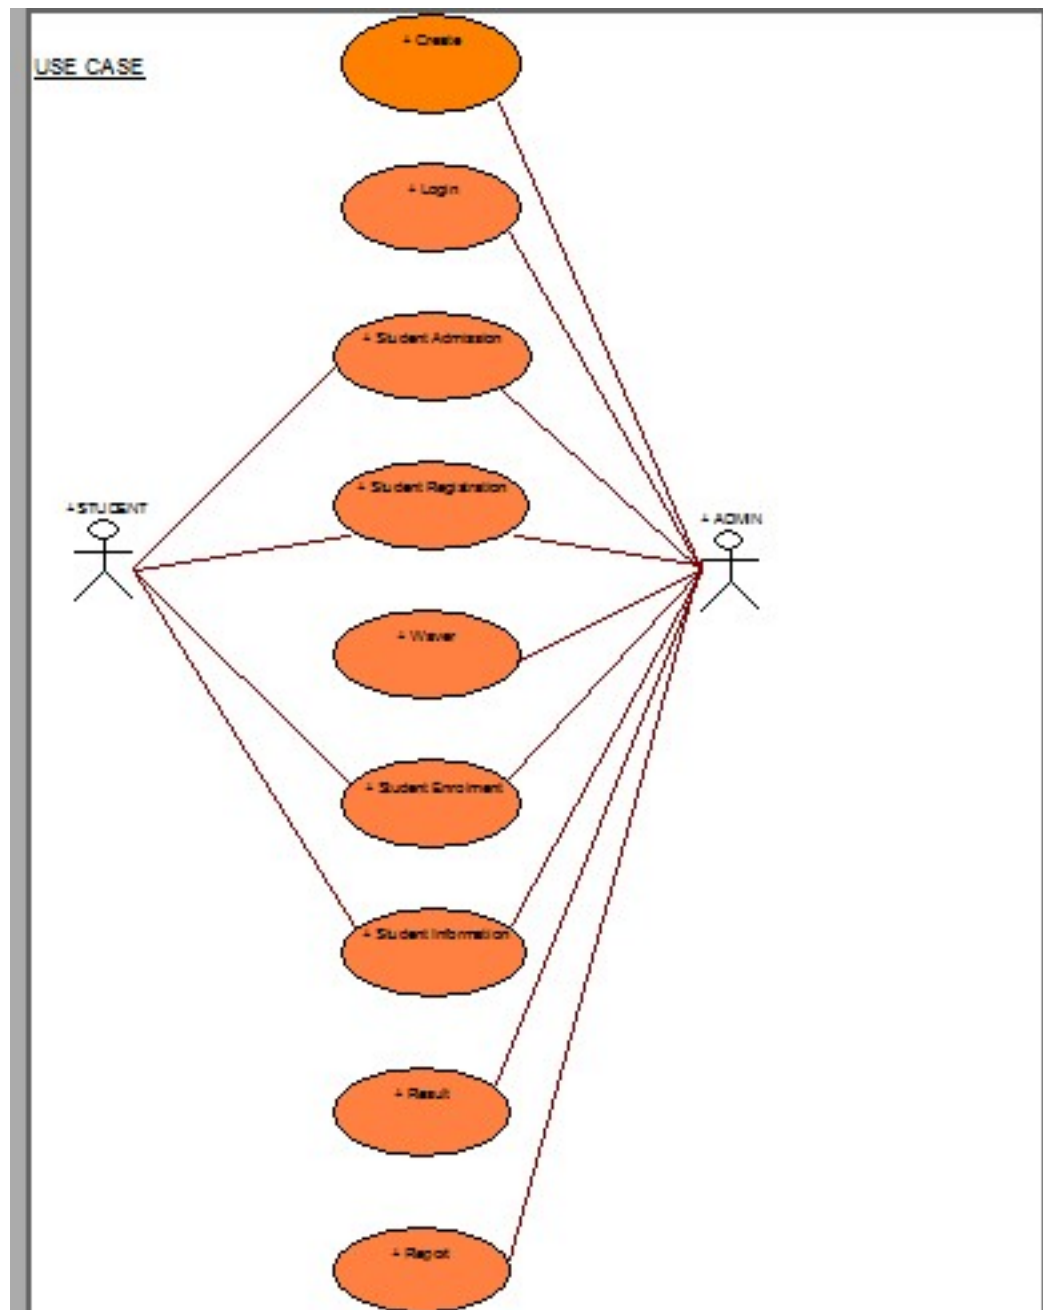 USE CASE
+ Create
+ Login
+ Student Admission
+ Student Registration
+ STUDENT
+ ADMIN
+ Waver
+ Student Enrolment
+ Student Information
+ Result
+ Report